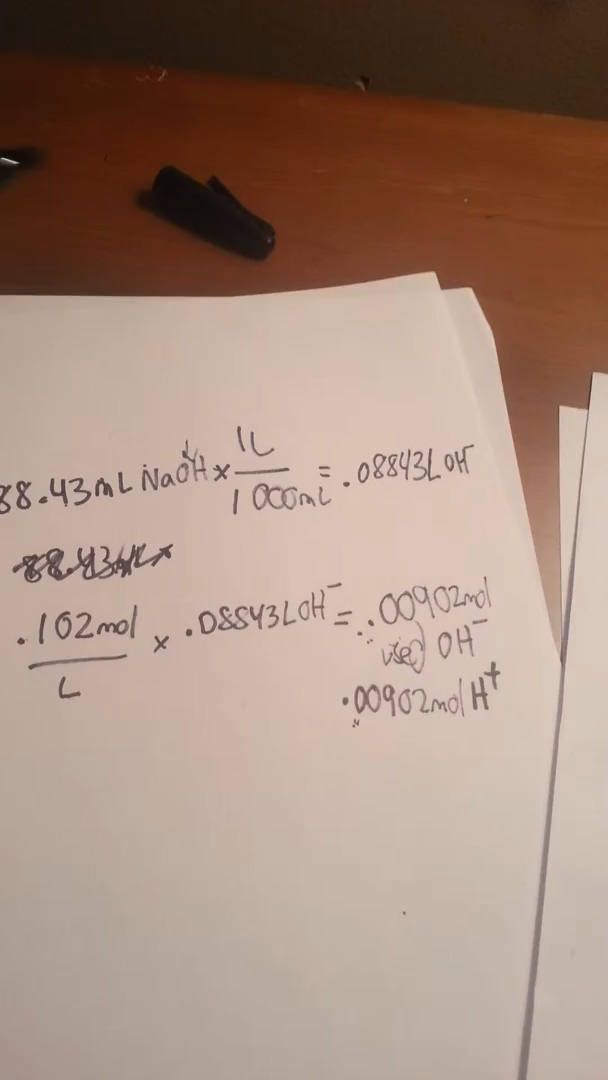 88.43mL NaOH x 1L / 1000mL = .08843L OH⁻
.102mol / L x .08843L OH⁻ = .00902mol
used OH⁻
.00902mol H⁺